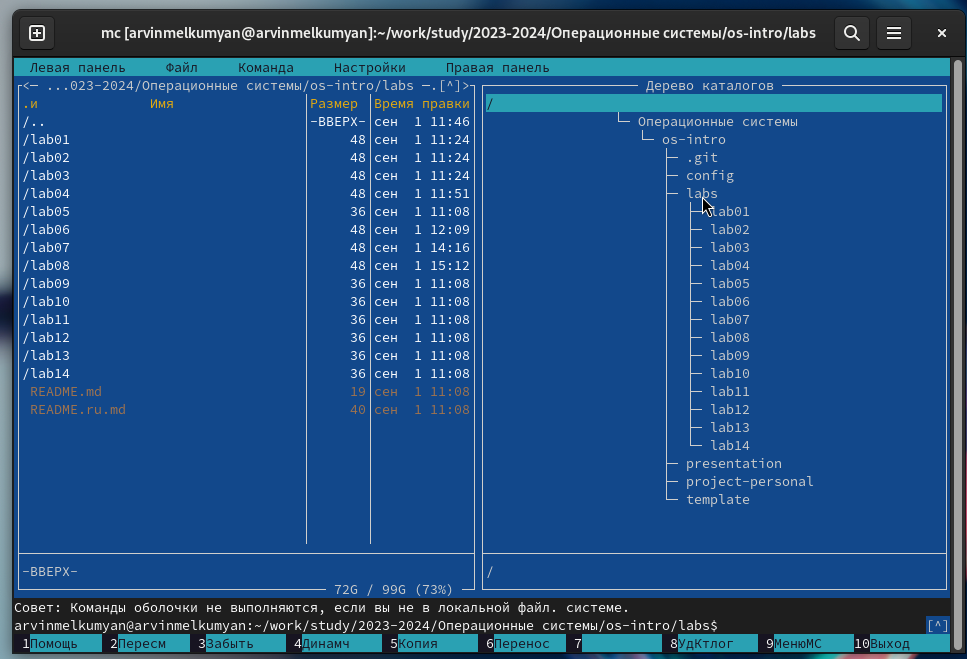 mc [arvinmelkumyan@arvinmelkumyan]:~/work/study/2023-2024/Операционные системы/os-intro/labs
Левая панель Файл Команда Настройки Правая панель
<— ...023-2024/Операционные системы/os-intro/labs —.[^]> Дерево каталогов
.и Имя Размер Время правки /
/.. -ВВЕРХ- сен 1 11:46 Операционные системы
/lab01 48 сен 1 11:24 os-intro
/lab02 48 сен 1 11:24 .git
/lab03 48 сен 1 11:24 config
/lab04 48 сен 1 11:51 labs
/lab05 36 сен 1 11:08 lab01
/lab06 48 сен 1 12:09 lab02
/lab07 48 сен 1 14:16 lab03
/lab08 48 сен 1 15:12 lab04
/lab09 36 сен 1 11:08 lab05
/lab10 36 сен 1 11:08 lab06
/lab11 36 сен 1 11:08 lab07
/lab12 36 сен 1 11:08 lab08
/lab13 36 сен 1 11:08 lab09
/lab14 36 сен 1 11:08 lab10
README.md 19 сен 1 11:08 lab11
README.ru.md 40 сен 1 11:08 lab12
lab13
lab14
presentation
project-personal
template
-ВВЕРХ- /
72G / 99G (73%)
Совет: Команды оболочки не выполняются, если вы не в локальной файл. системе.
arvinmelkumyan@arvinmelkumyan:~/work/study/2023-2024/Операционные системы/os-intro/labs$ [^]
1Помощь 2Пересм 3Забыть 4Динамч 5Копия 6Перенос 7 8УдКтлог 9МенюМС 10Выход